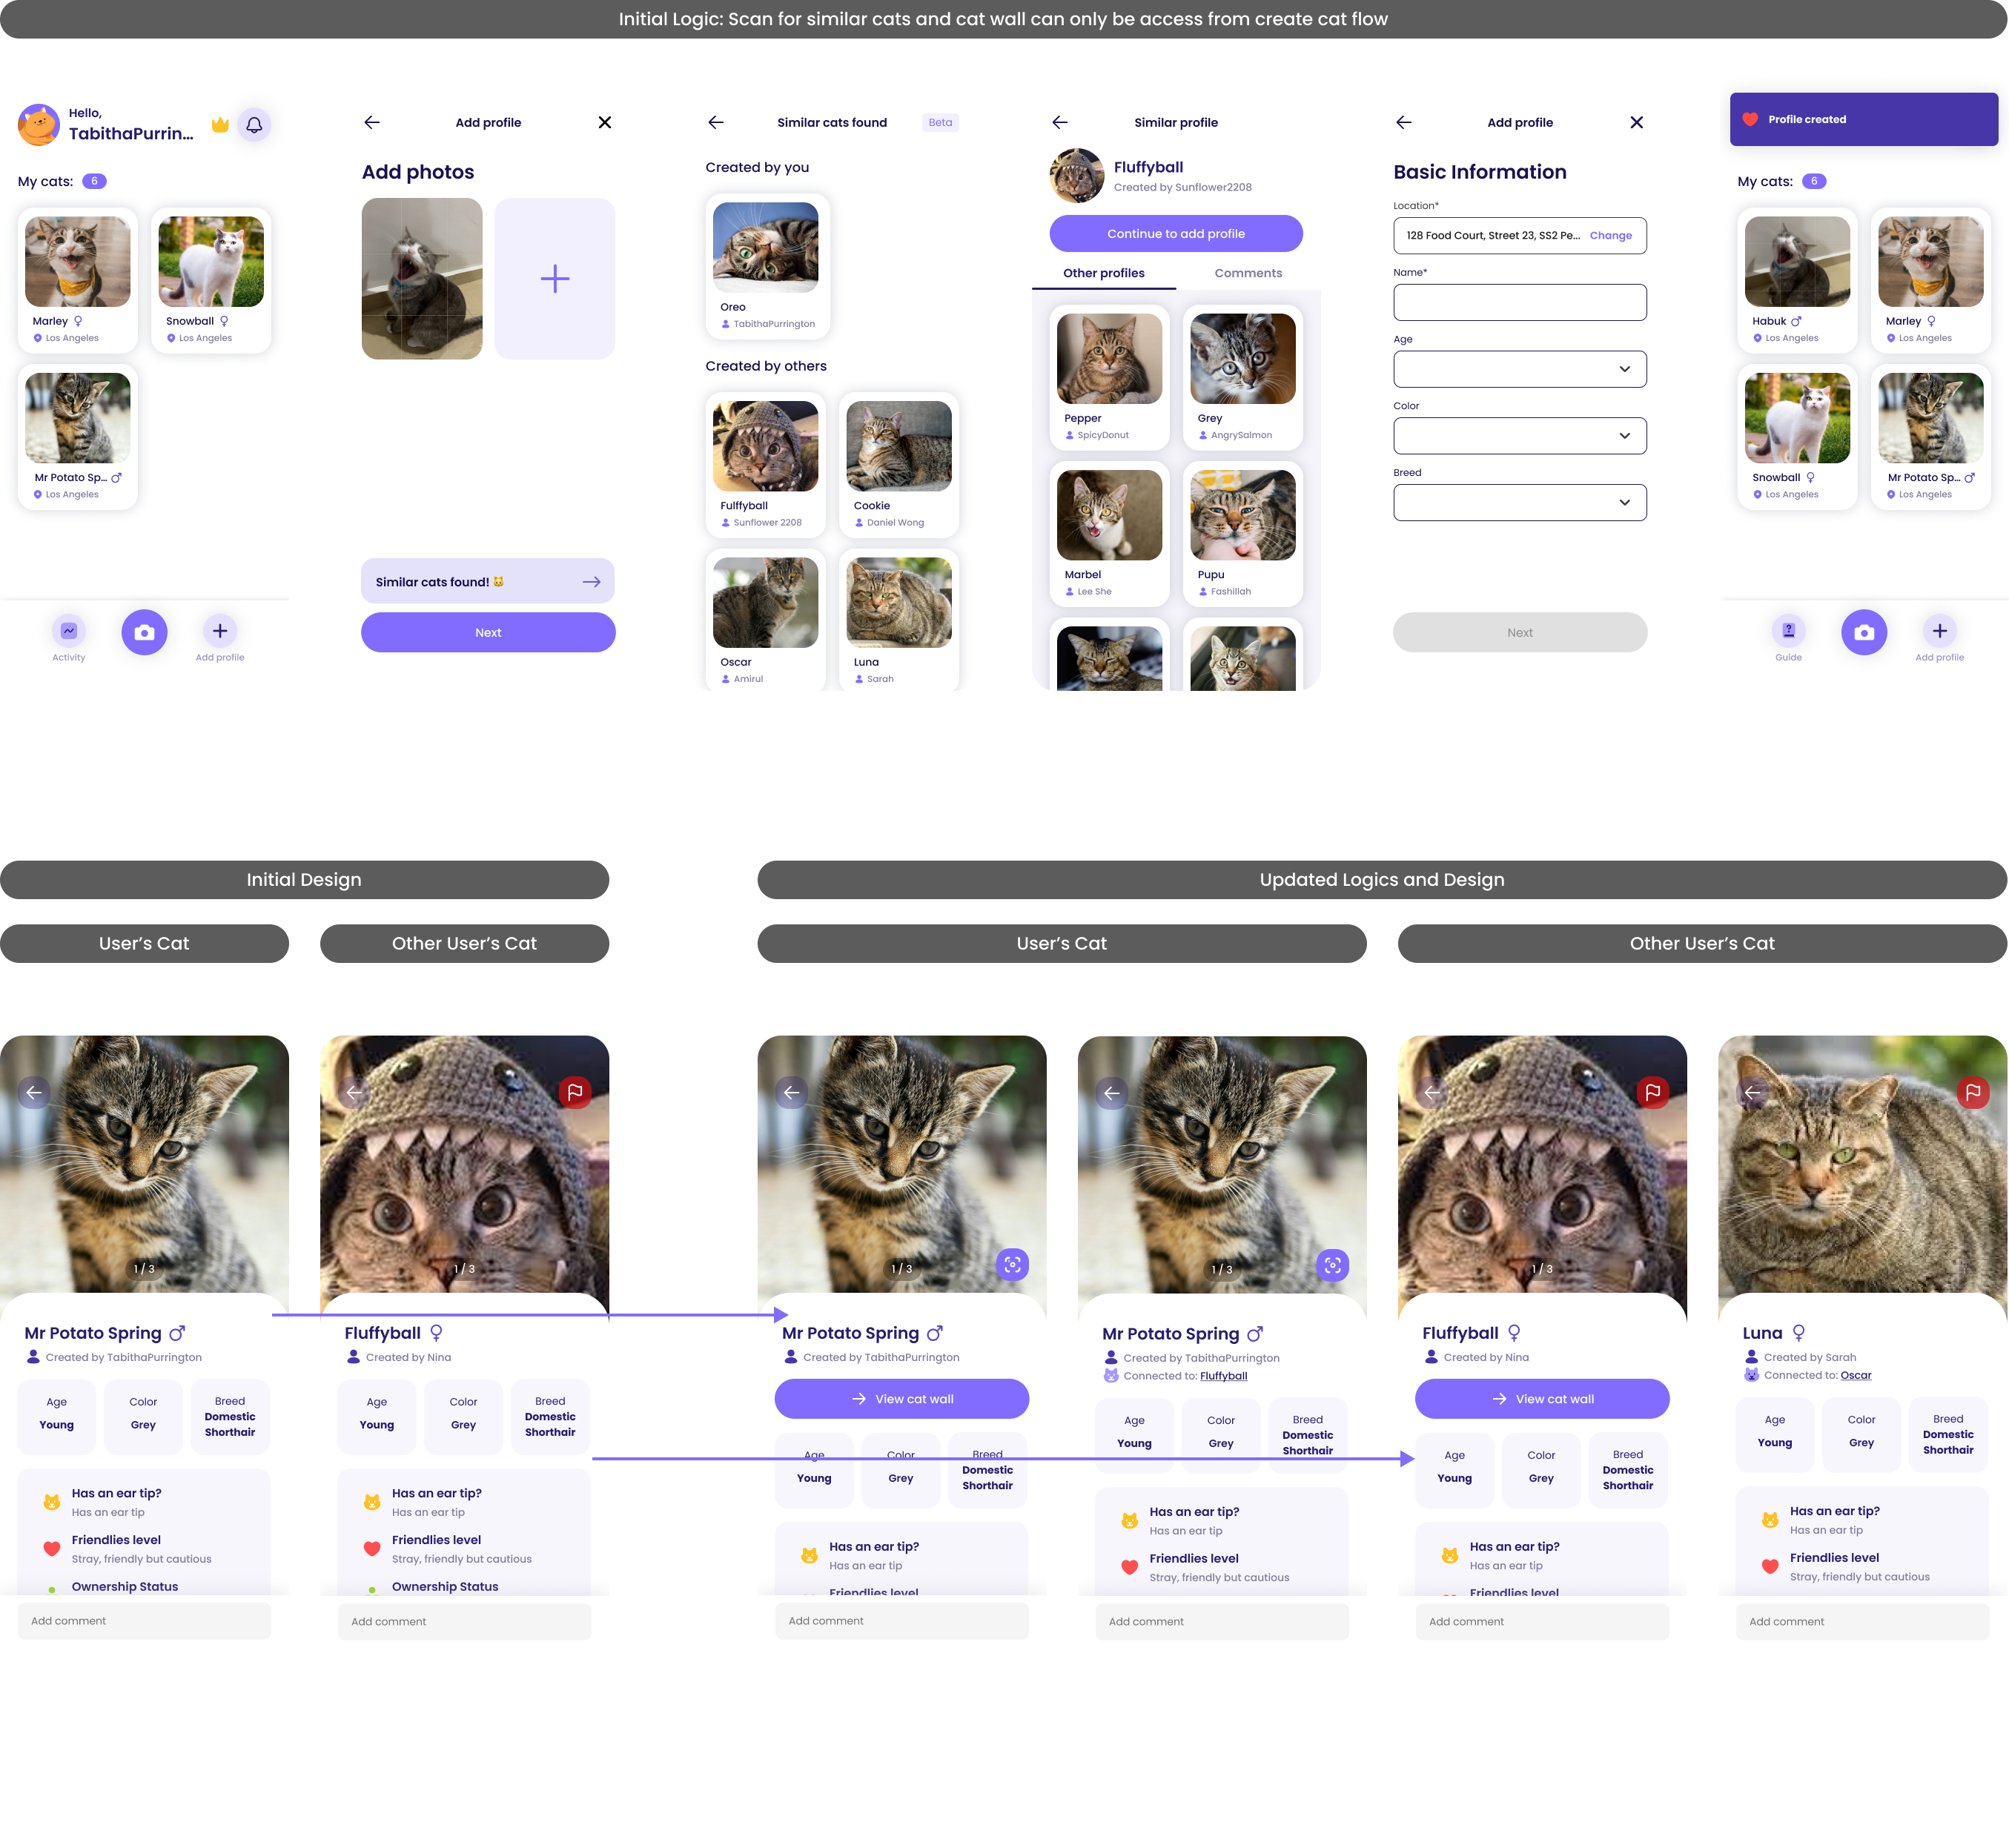 Initial Logic: Scan for similar cats and cat wall can only be access from create cat flow
Hello,
TabithaPurrin...
My cats: 6
Marley
Los Angeles
Snowball
Los Angeles
Mr Potato Sp...
Los Angeles
Activity
Add profile
Add profile
Add photos
Similar cats found!
Next
Similar cats found
Beta
Created by you
Oreo
TabithaPurrington
Created by others
Fulffyball
Sunflower 2208
Cookie
Daniel Wong
Oscar
Amirul
Luna
Sarah
Similar profile
Fluffyball
Created by Sunflower2208
Continue to add profile
Other profiles
Comments
Pepper
SpicyDonut
Grey
AngrySalmon
Marbel
Lee She
Pupu
Fashillah
Add profile
Basic Information
Location*
128 Food Court, Street 23, SS2 Pe...
Change
Name*
Age
Color
Breed
Next
Profile created
My cats: 6
Habuk
Los Angeles
Marley
Los Angeles
Snowball
Los Angeles
Mr Potato Sp...
Los Angeles
Guide
Add profile
Initial Design
Updated Logics and Design
User's Cat
Other User's Cat
User's Cat
Other User's Cat
1 / 3
Mr Potato Spring
Created by TabithaPurrington
Age
Young
Color
Grey
Breed
Domestic
Shorthair
Has an ear tip?
Has an ear tip
Friendlies level
Stray, friendly but cautious
Ownership Status
Add comment
1 / 3
Fluffyball
Created by Nina
Age
Young
Color
Grey
Breed
Domestic
Shorthair
Has an ear tip?
Has an ear tip
Friendlies level
Stray, friendly but cautious
Ownership Status
Add comment
1 / 3
Mr Potato Spring
Created by TabithaPurrington
View cat wall
Age
Young
Color
Grey
Breed
Domestic
Shorthair
Has an ear tip?
Has an ear tip
Friendlies level
Add comment
1 / 3
Mr Potato Spring
Created by TabithaPurrington
Connected to: Fluffyball
Age
Young
Color
Grey
Breed
Domestic
Shorthair
Has an ear tip?
Has an ear tip
Friendlies level
Stray, friendly but cautious
Add comment
1 / 3
Fluffyball
Created by Nina
View cat wall
Age
Young
Color
Grey
Breed
Domestic
Shorthair
Has an ear tip?
Has an ear tip
Friendlies level
Add comment
Luna
Created by Sarah
Connected to: Oscar
Age
Young
Color
Grey
Breed
Domestic
Shorthair
Has an ear tip?
Has an ear tip
Friendlies level
Stray, friendly but cautious
Add comment